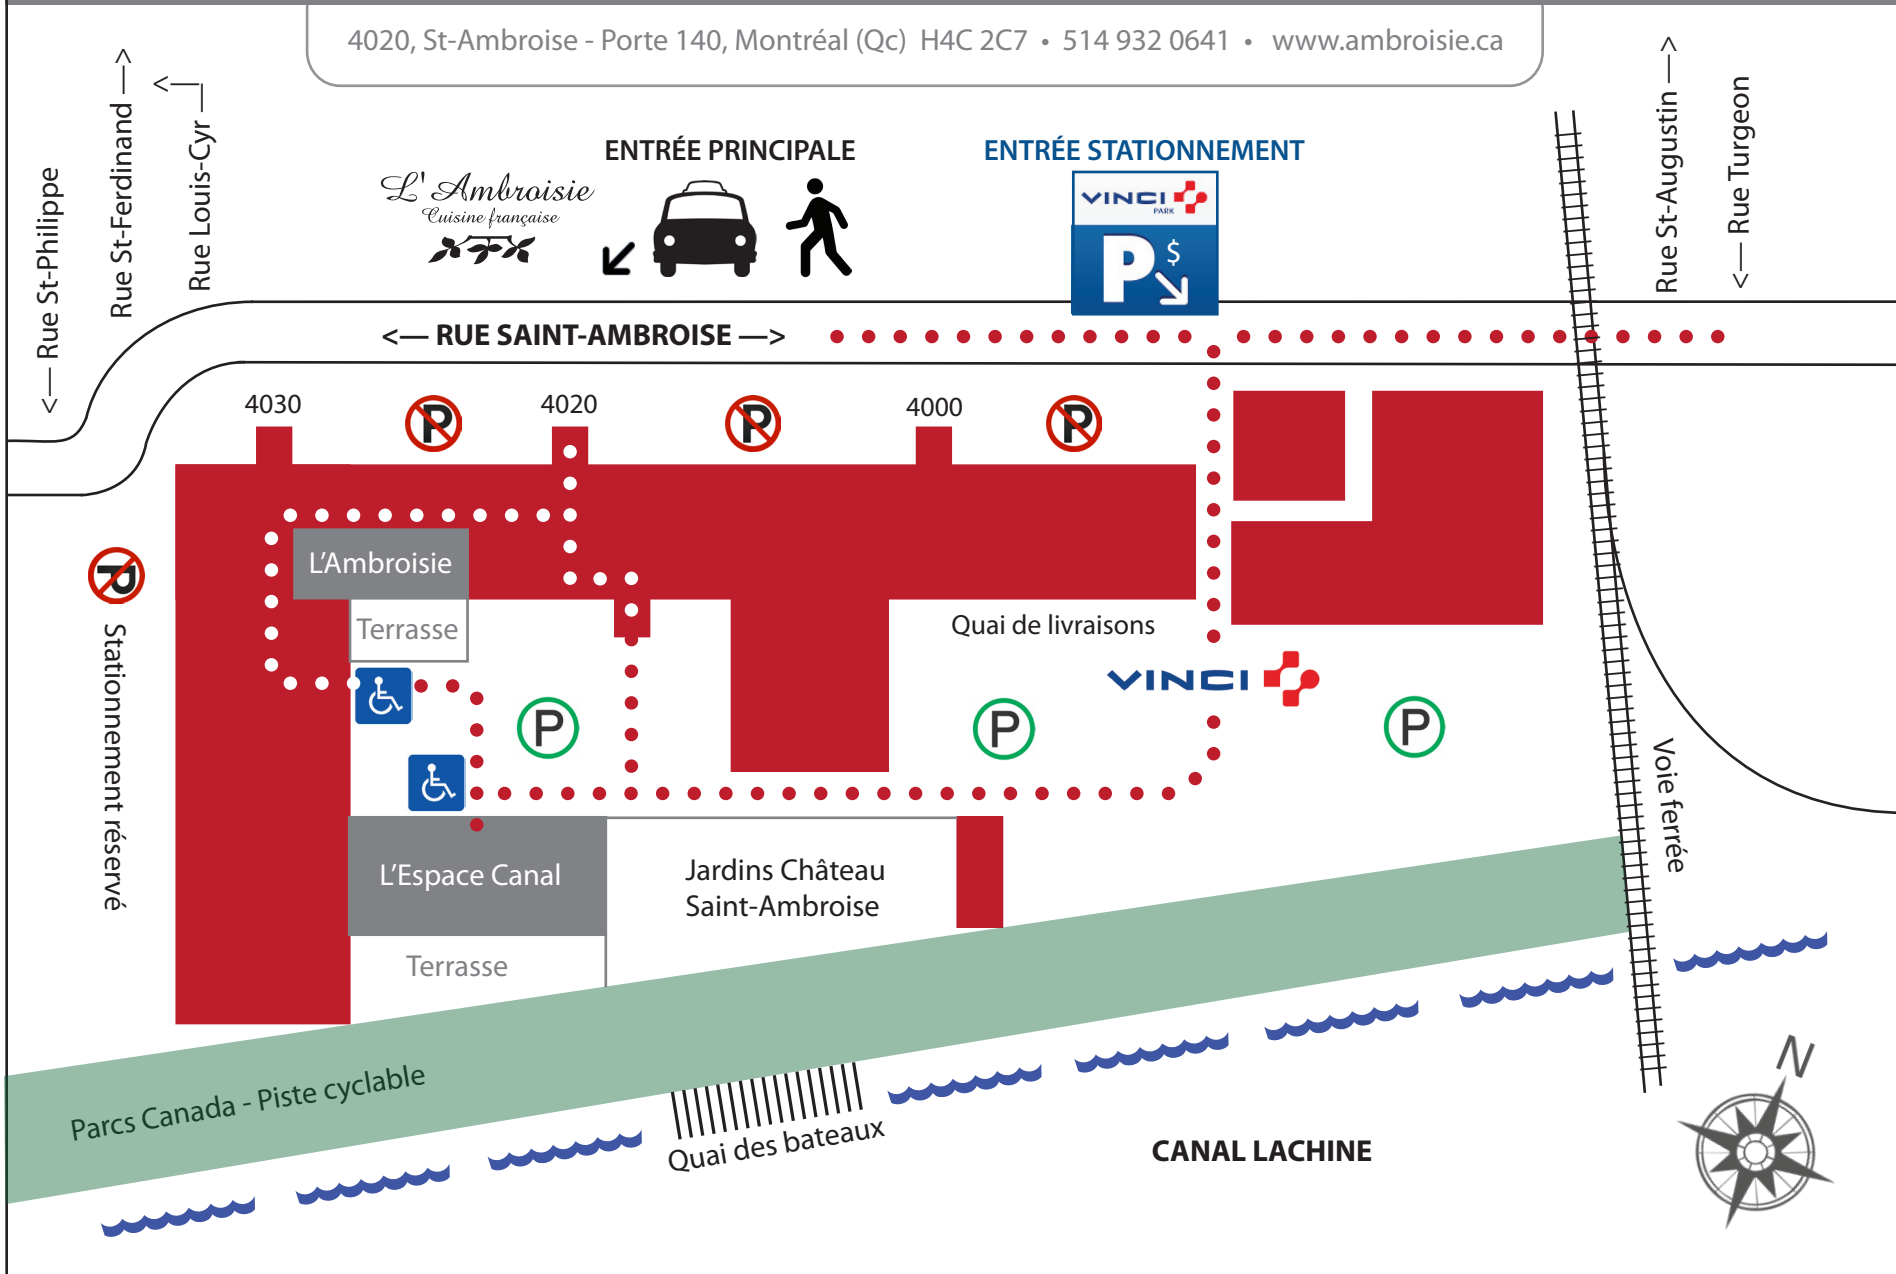 4020, St-Ambroise - Porte 140, Montréal (Qc) H4C 2C7 • 514 932 0641 • www.ambroisie.ca
<— Rue St-Philippe
Rue St-Ferdinand —>
Rue Louis-Cyr —>
L' Ambroisie
Cuisine française
ENTRÉE PRINCIPALE
ENTRÉE STATIONNEMENT
VINCI
PARK
P $
Rue St-Augustin —>
<— Rue Turgeon
<— RUE SAINT-AMBROISE —>
4030
P
4020
P
4000
P
L'Ambroisie
Terrasse
P
Stationnement réservé
Quai de livraisons
VINCI
P
P
P
Voie ferrée
L'Espace Canal
Jardins Château
Saint-Ambroise
Terrasse
Parcs Canada - Piste cyclable
Quai des bateaux
CANAL LACHINE
N